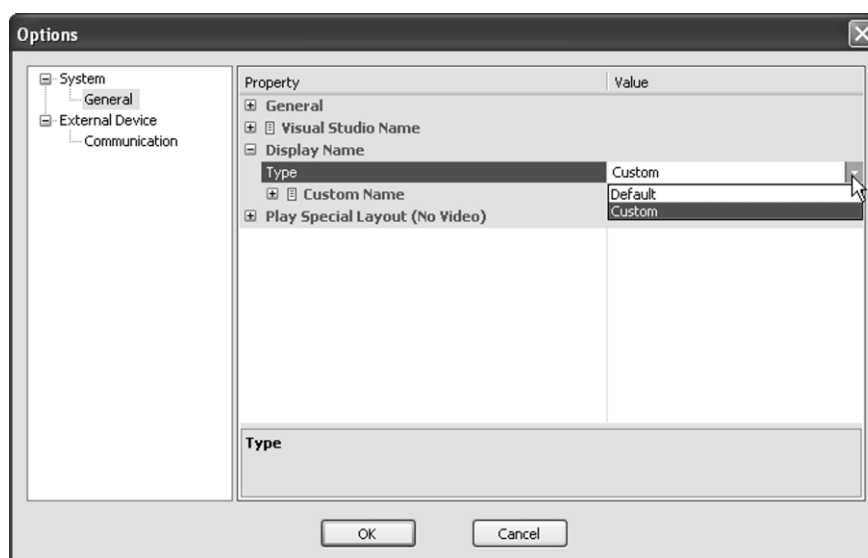 Options
System
General
External Device
Communication
Property Value
General
Visual Studio Name
Display Name
Type Custom
Default
Custom Name
Custom
Play Special Layout (No Video)
Type
OK Cancel